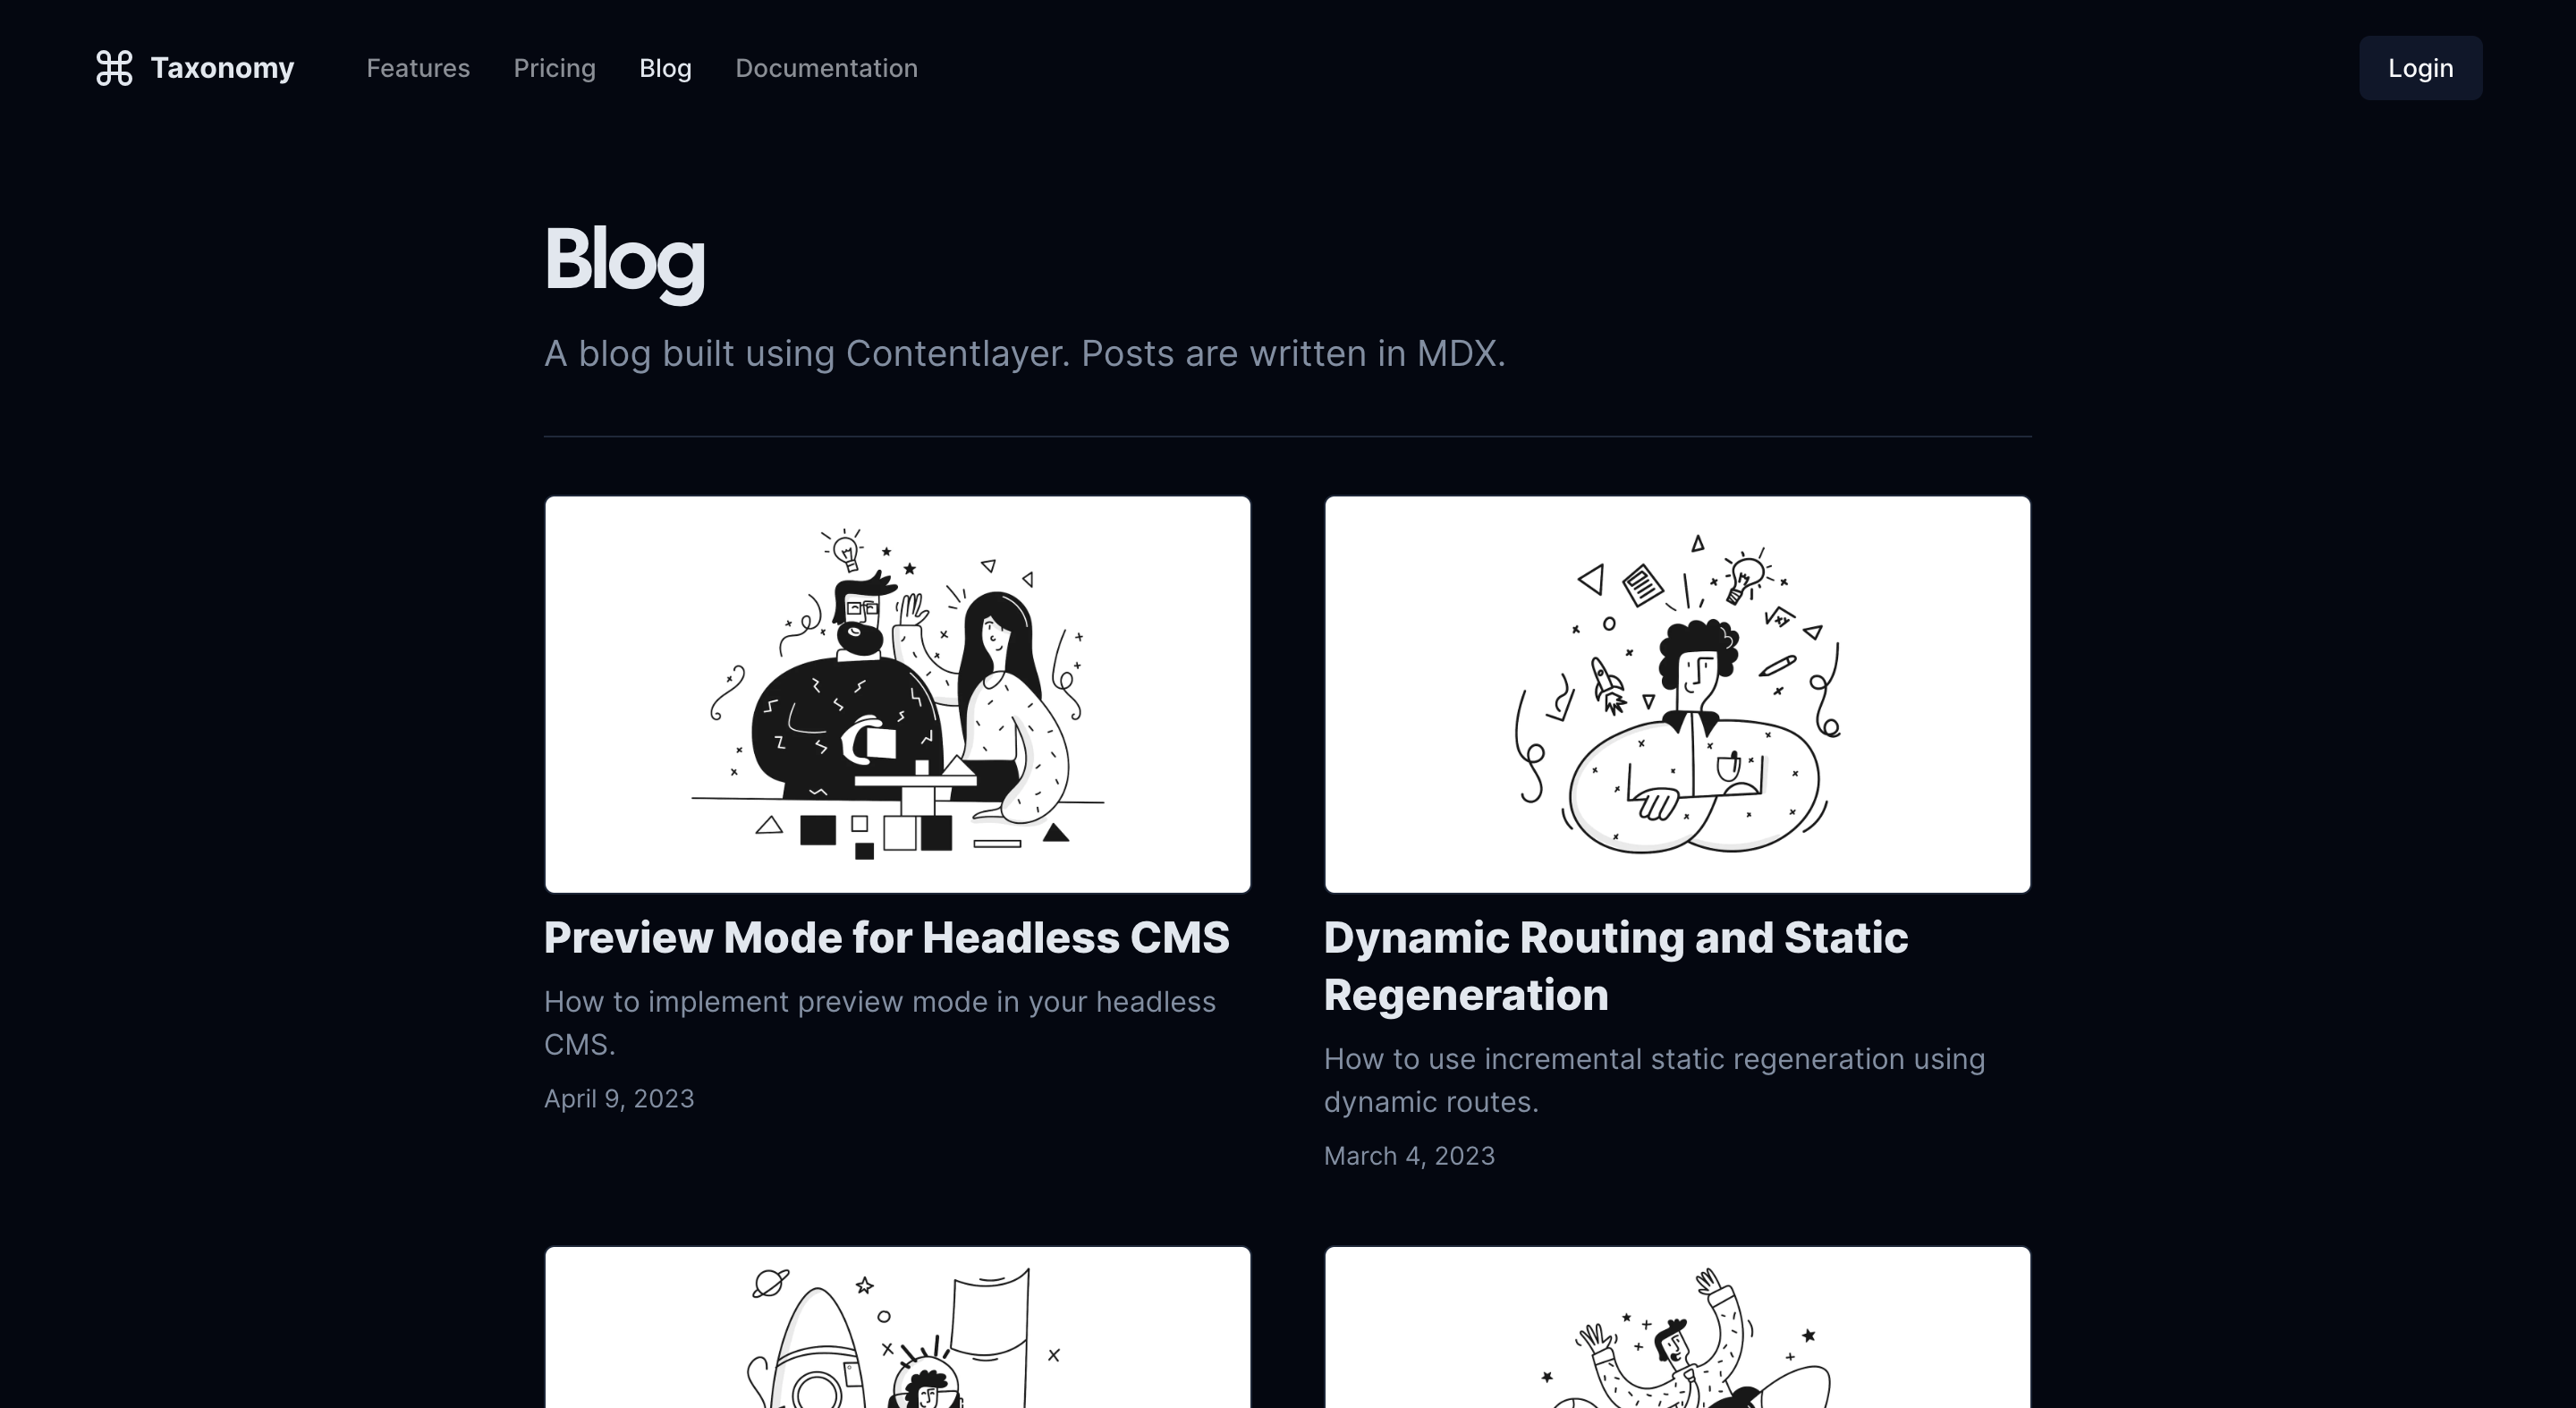 Taxonomy
Features
Pricing
Blog
Documentation
Login
Blog
A blog built using Contentlayer. Posts are written in MDX.
Preview Mode for Headless CMS
How to implement preview mode in your headless
CMS.
April 9, 2023
Dynamic Routing and Static
Regeneration
How to use incremental static regeneration using
dynamic routes.
March 4, 2023